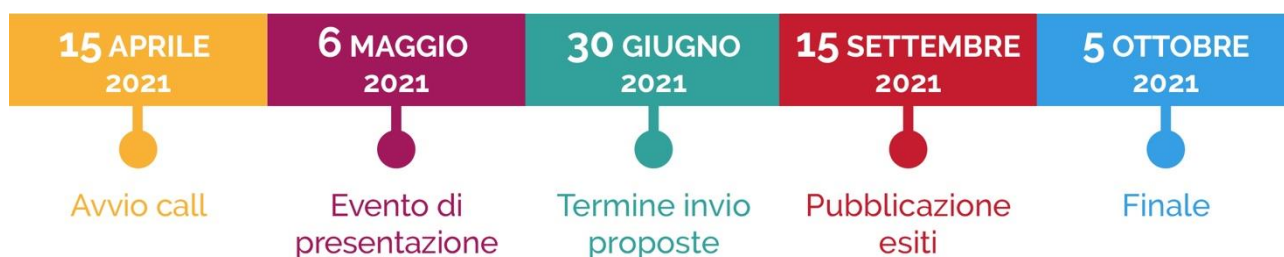 15 APRILE
2021
6 MAGGIO
2021
30 GIUGNO
2021
15 SETTEMBRE
2021
5 OTTOBRE
2021
Avvio call
Evento di
presentazione
Termine invio
proposte
Pubblicazione
esiti
Finale